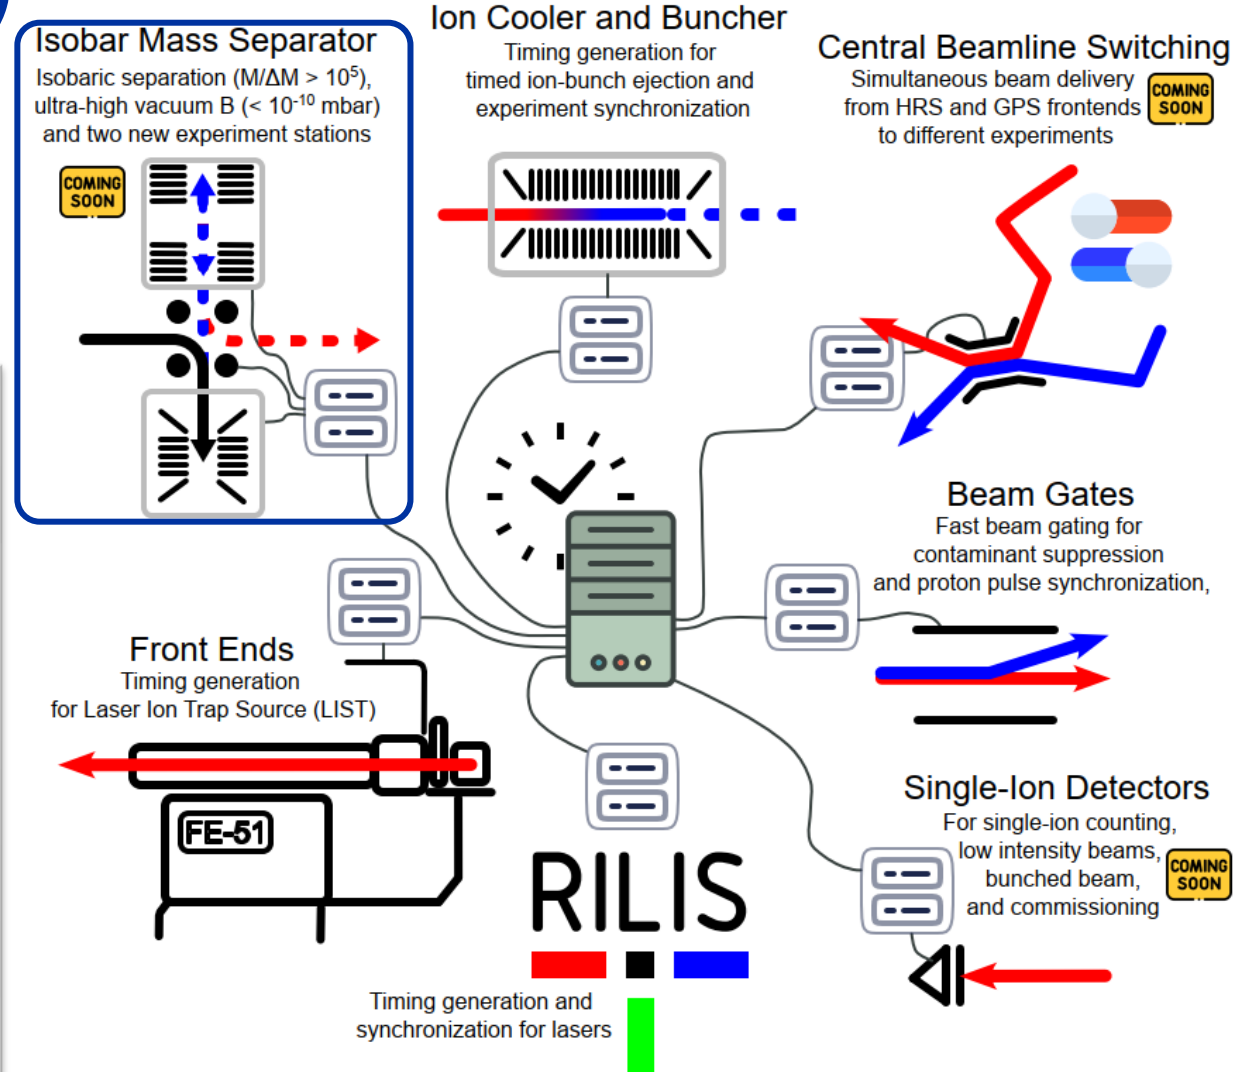 Isobar Mass Separator
Isobaric separation (M/ΔM > 10⁵),
ultra-high vacuum B (< 10⁻¹⁰ mbar)
and two new experiment stations
COMING
SOON
Ion Cooler and Buncher
Timing generation for
timed ion-bunch ejection and
experiment synchronization
Central Beamline Switching
Simultaneous beam delivery
from HRS and GPS frontends
to different experiments
COMING
SOON
Beam Gates
Fast beam gating for
contaminant suppression
and proton pulse synchronization,
Front Ends
Timing generation
for Laser Ion Trap Source (LIST)
FE-51
Single-Ion Detectors
For single-ion counting,
low intensity beams,
bunched beam,
and commissioning
COMING
SOON
RILIS
Timing generation and
synchronization for lasers